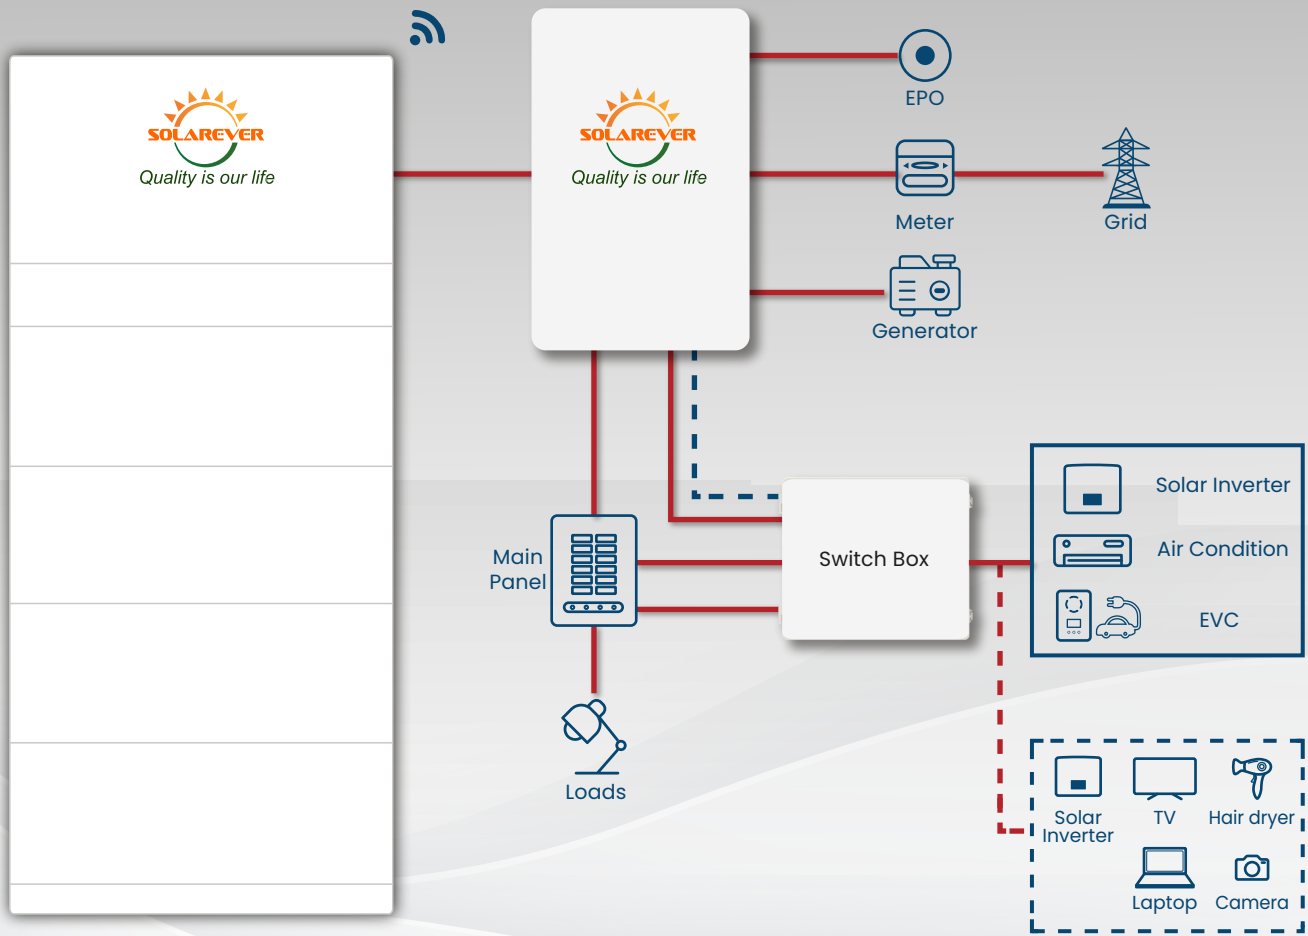 SOLAREVER
Quality is our life
SOLAREVER
Quality is our life
EPO
Meter
Grid
Generator
Main
Panel
Switch Box
Solar Inverter
Air Condition
EVC
Loads
Solar
Inverter
TV
Hair dryer
Laptop
Camera